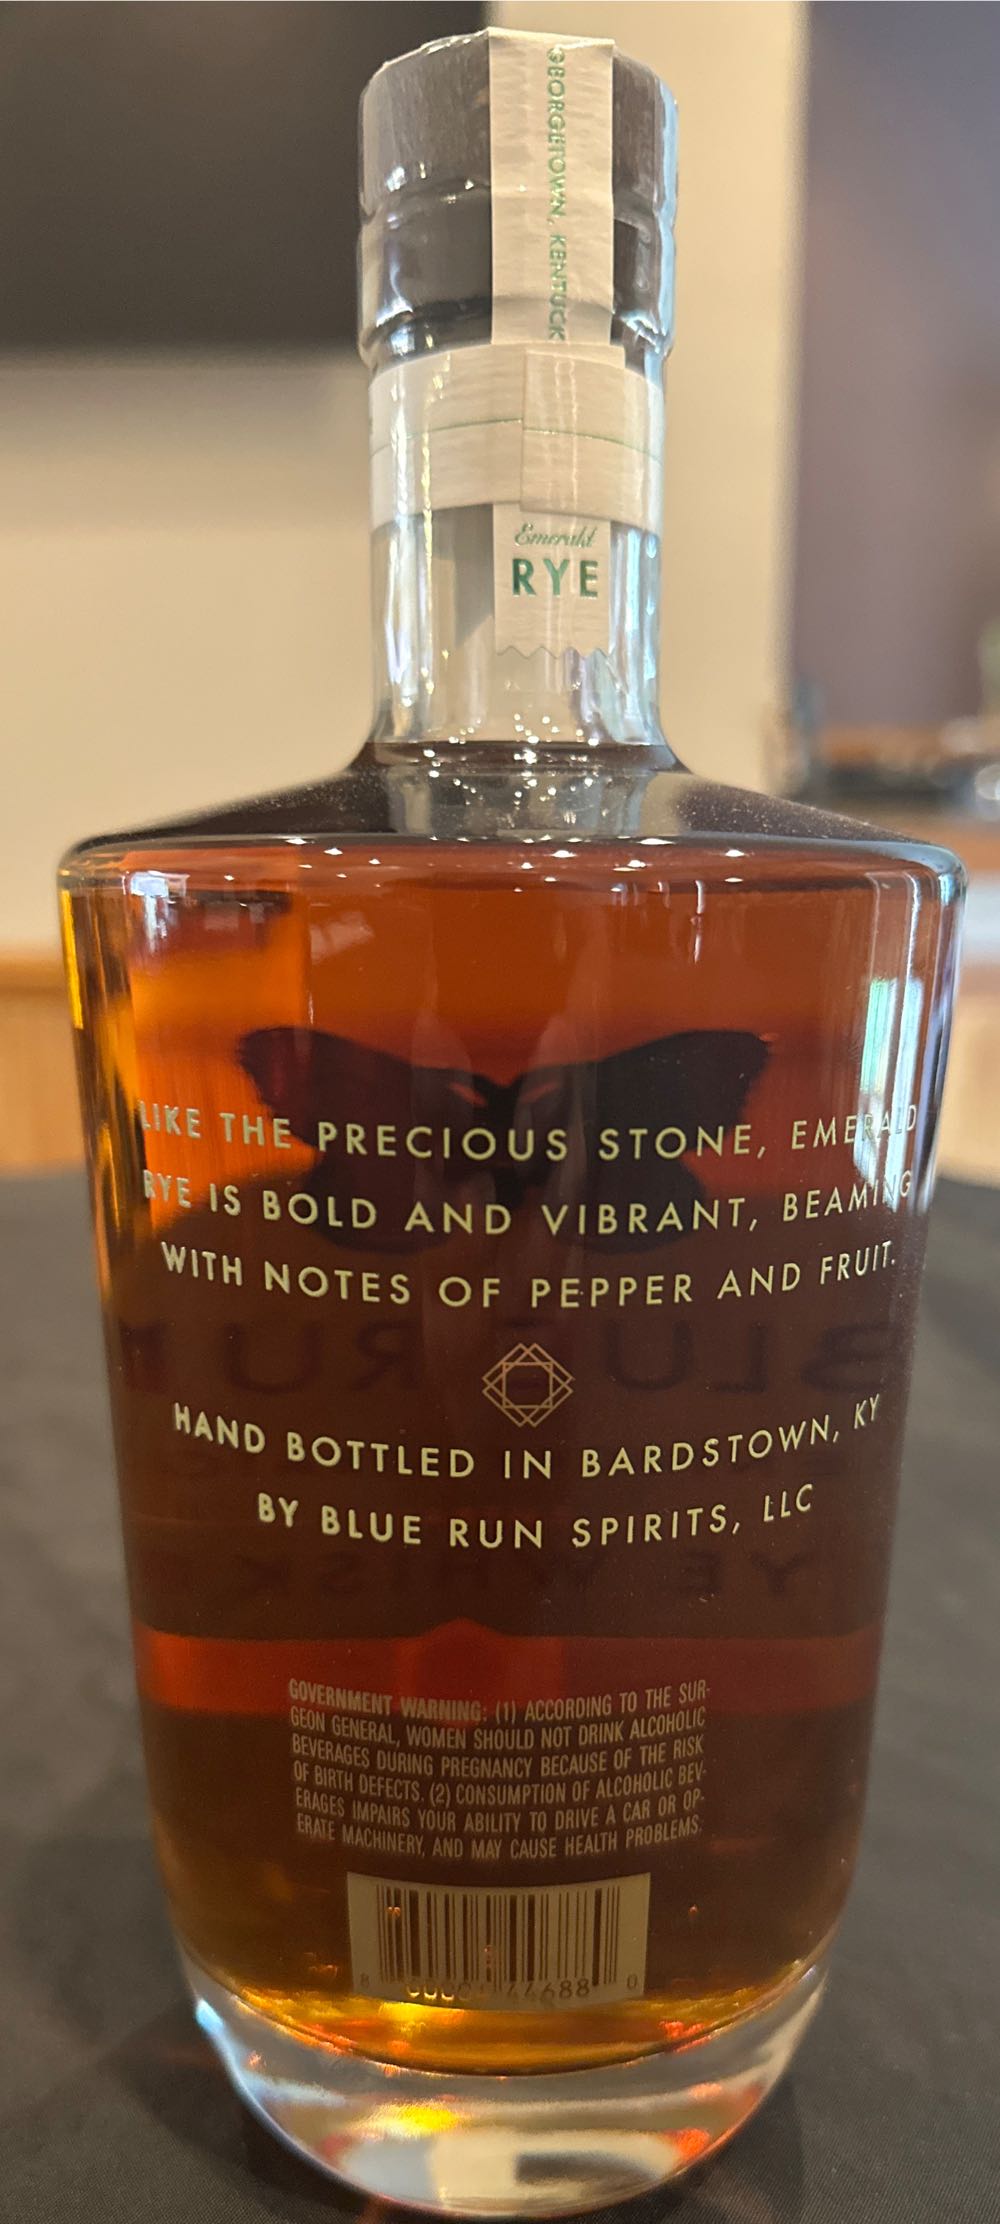 GEORGETOWN, KENTUCK
Emerald
RYE
LIKE THE PRECIOUS STONE, EMERALD
RYE IS BOLD AND VIBRANT, BEAMING
WITH NOTES OF PEPPER AND FRUIT.
HAND BOTTLED IN BARDSTOWN, KY
BY BLUE RUN SPIRITS, LLC
GOVERNMENT WARNING: (1) ACCORDING TO THE SUR-
GEON GENERAL, WOMEN SHOULD NOT DRINK ALCOHOLIC
BEVERAGES DURING PREGNANCY BECAUSE OF THE RISK
OF BIRTH DEFECTS. (2) CONSUMPTION OF ALCOHOLIC BEV-
ERAGES IMPAIRS YOUR ABILITY TO DRIVE A CAR OR OP-
ERATE MACHINERY, AND MAY CAUSE HEALTH PROBLEMS.